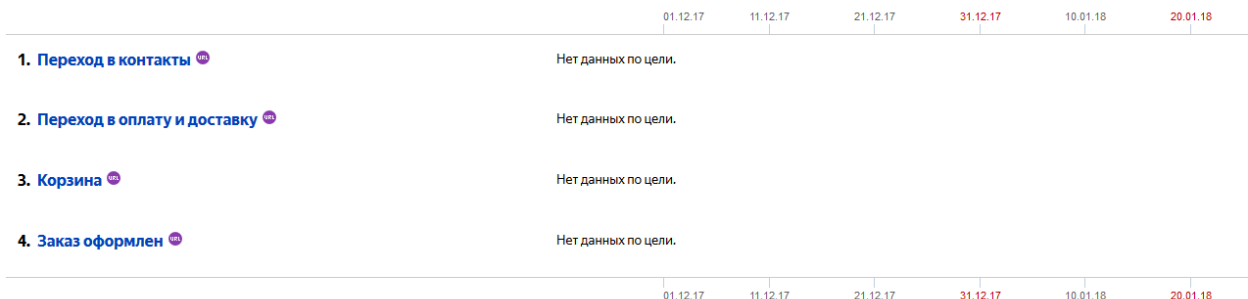 01.12.17 11.12.17 21.12.17 31.12.17 10.01.18 20.01.18
1. Переход в контакты URL Нет данных по цели.
2. Переход в оплату и доставку URL Нет данных по цели.
3. Корзина URL Нет данных по цели.
4. Заказ оформлен URL Нет данных по цели.
01.12.17 11.12.17 21.12.17 31.12.17 10.01.18 20.01.18